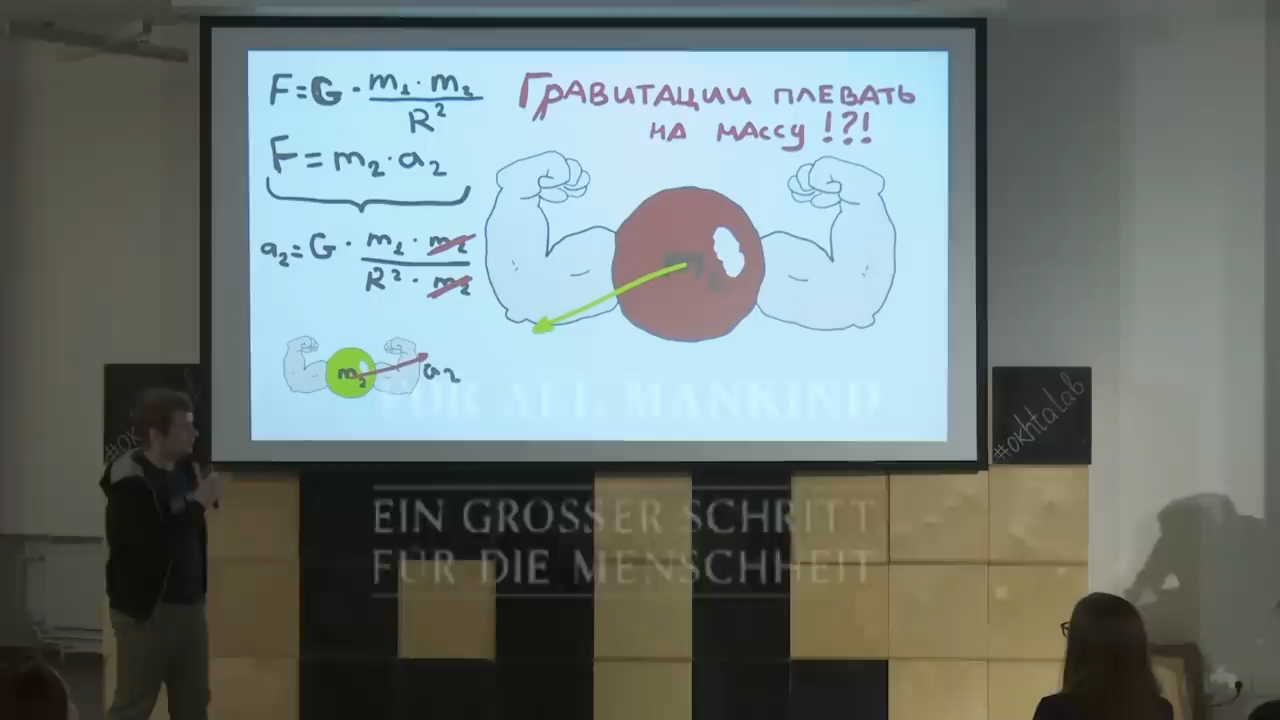 F=G·m₁·m₂/R²
F=m₂·a₂
a₂=G·m₁·m₂/R²·m₂
ГРАВИТАЦИИ ПЛЕВАТЬ
НА МАССУ!?!
m₂
a₂
FOR ALL MANKIND
EIN GROSSER SCHRITT
FÜR DIE MENSCHHEIT
#OK
#okhtalab